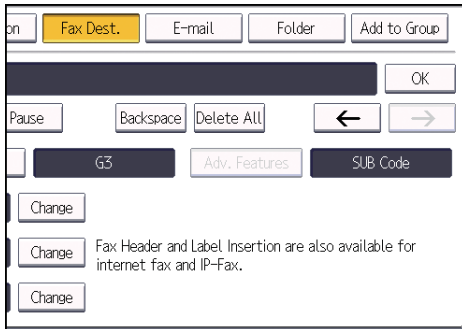 on Fax Dest. E-mail Folder Add to Group
OK
Pause Backspace Delete All ← →
G3 Adv. Features SUB Code
Change
Change Fax Header and Label Insertion are also available for
internet fax and IP-Fax.
Change